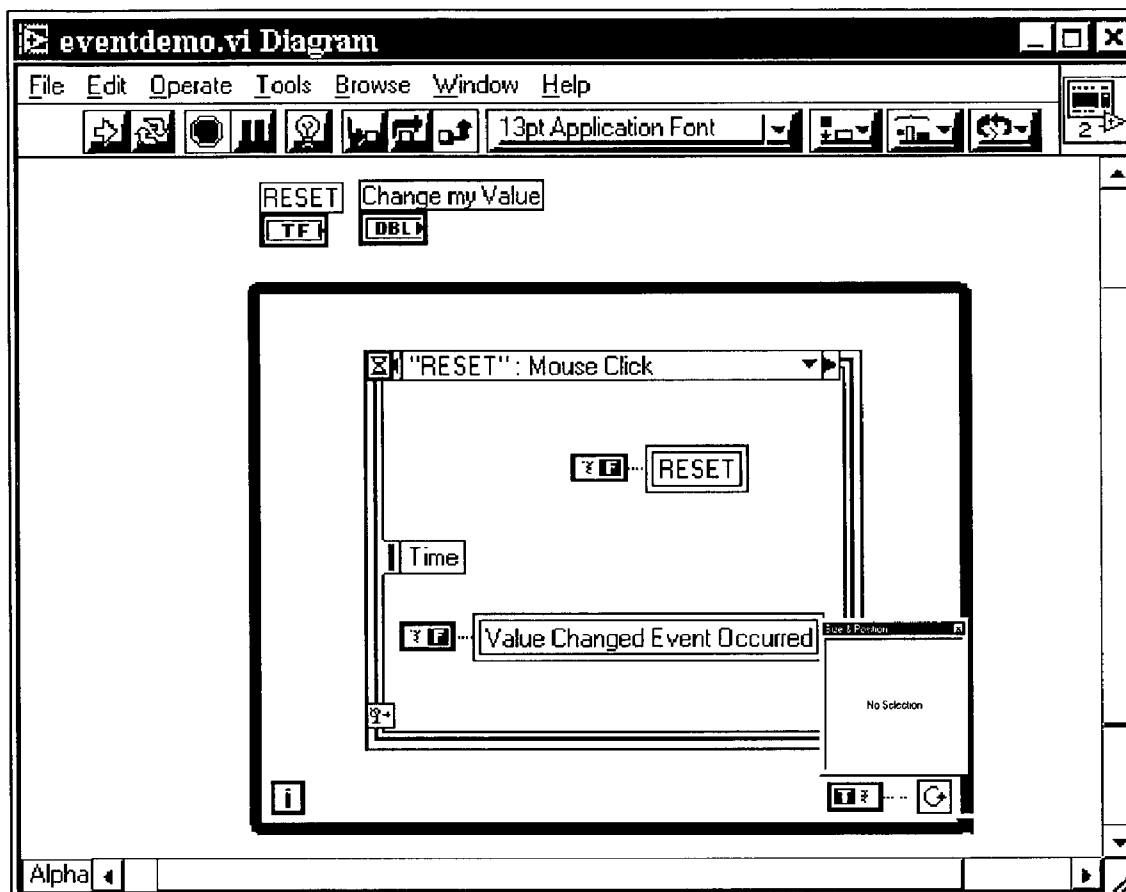 eventdemo.vi Diagram
File Edit Operate Tools Browse Window Help
13pt Application Font
2
RESET Change my Value
TF DBL
"RESET" : Mouse Click
F RESET
Time
F Value Changed Event Occurred
Size & Position
No Selection
i
T
Alpha